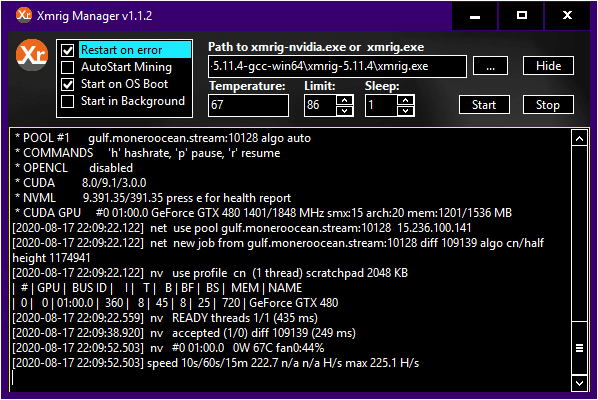 Xr Xmrig Manager v1.1.2
Xr
Restart on error
AutoStart Mining
Start on OS Boot
Start in Background
Path to xmrig-nvidia.exe or xmrig.exe
-5.11.4-gcc-win64\xmrig-5.11.4\xmrig.exe
...
Hide
Temperature:
Limit:
Sleep:
67
86
1
Start
Stop
* POOL #1 gulf.moneroocean.stream:10128 algo auto
* COMMANDS 'h' hashrate, 'p' pause, 'r' resume
* OPENCL disabled
* CUDA 8.0/9.1/3.0.0
* NVML 9.391.35/391.35 press e for health report
* CUDA GPU #0 01:00.0 GeForce GTX 480 1401/1848 MHz smx:15 arch:20 mem:1201/1536 MB
[2020-08-17 22:09:22.122] net use pool gulf.moneroocean.stream:10128 15.236.100.141
[2020-08-17 22:09:22.122] net new job from gulf.moneroocean.stream:10128 diff 109139 algo cn/half
height 1174941
[2020-08-17 22:09:22.122] nv use profile cn (1 thread) scratchpad 2048 KB
| # | GPU | BUS ID | I | T | B | BF | BS | MEM | NAME
| 0 | 0 | 01:00.0 | 360 | 8 | 45 | 8 | 25 | 720 | GeForce GTX 480
[2020-08-17 22:09:22.559] nv READY threads 1/1 (435 ms)
[2020-08-17 22:09:38.920] nv accepted (1/0) diff 109139 (249 ms)
[2020-08-17 22:09:52.503] nv #0 01:00.0 0W 67C fan0:44%
[2020-08-17 22:09:52.503] speed 10s/60s/15m 222.7 n/a n/a H/s max 225.1 H/s